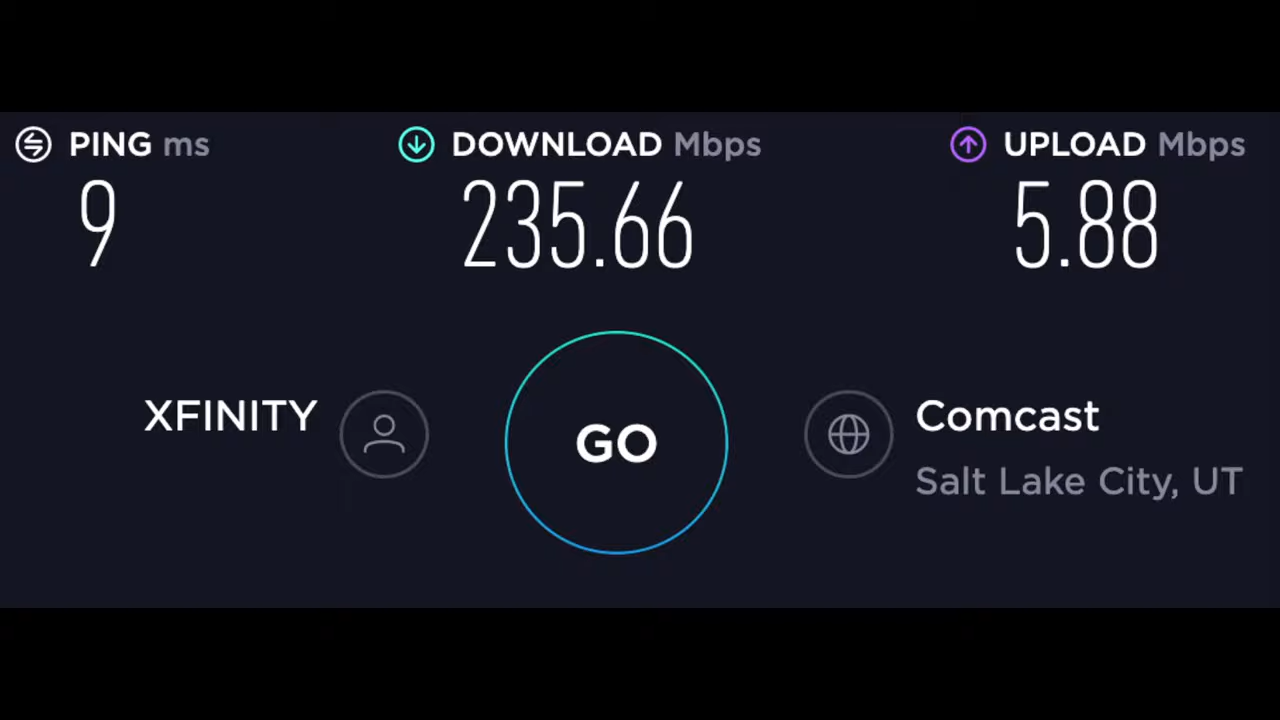 PING ms
9
DOWNLOAD Mbps
235.66
UPLOAD Mbps
5.88
XFINITY
GO
Comcast
Salt Lake City, UT